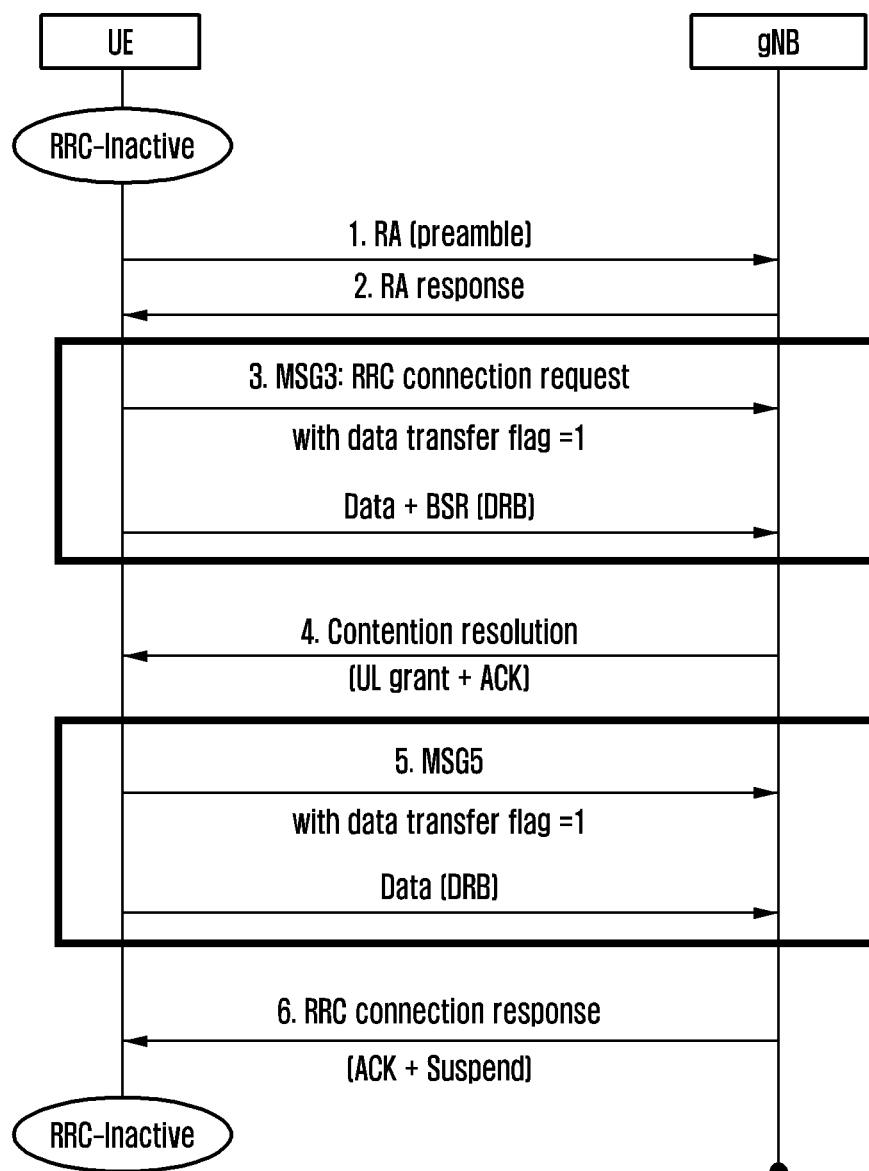 UE
gNB
RRC-Inactive
1. RA (preamble)
2. RA response
3. MSG3: RRC connection request
with data transfer flag =1
Data + BSR (DRB)
4. Contention resolution
(UL grant + ACK)
5. MSG5
with data transfer flag =1
Data (DRB)
6. RRC connection response
(ACK + Suspend)
RRC-Inactive